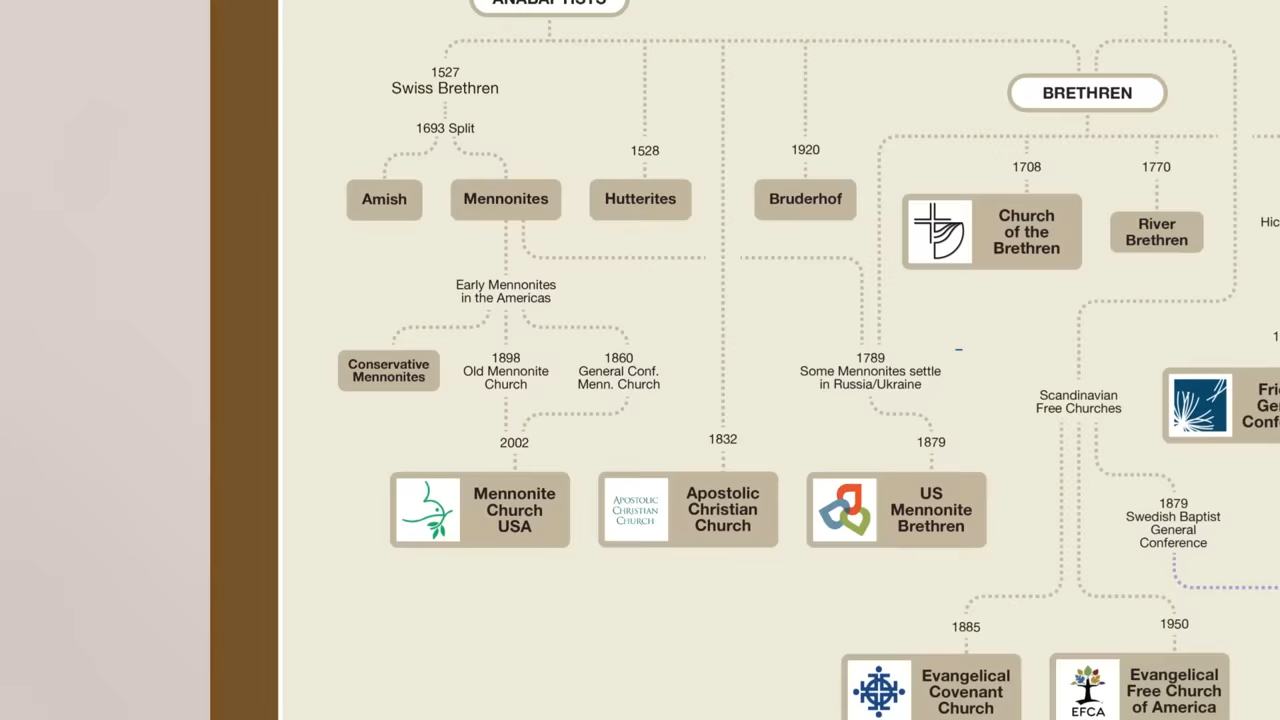 ANABAPTISTS
BRETHREN
1527
Swiss Brethren
1693 Split
1528
1920
1708
1770
Amish
Mennonites
Hutterites
Bruderhof
Church
of the
Brethren
River
Brethren
Early Mennonites
in the Americas
Conservative
Mennonites
1898
Old Mennonite
Church
1860
General Conf.
Menn. Church
1789
Some Mennonites settle
in Russia/Ukraine
Scandinavian
Free Churches
2002
1832
1879
Mennonite
Church
USA
APOSTOLIC
CHRISTIAN
CHURCH
Apostolic
Christian
Church
US
Mennonite
Brethren
1879
Swedish Baptist
General
Conference
1885
1950
Evangelical
Covenant
Church
EFCA
Evangelical
Free Church
of America